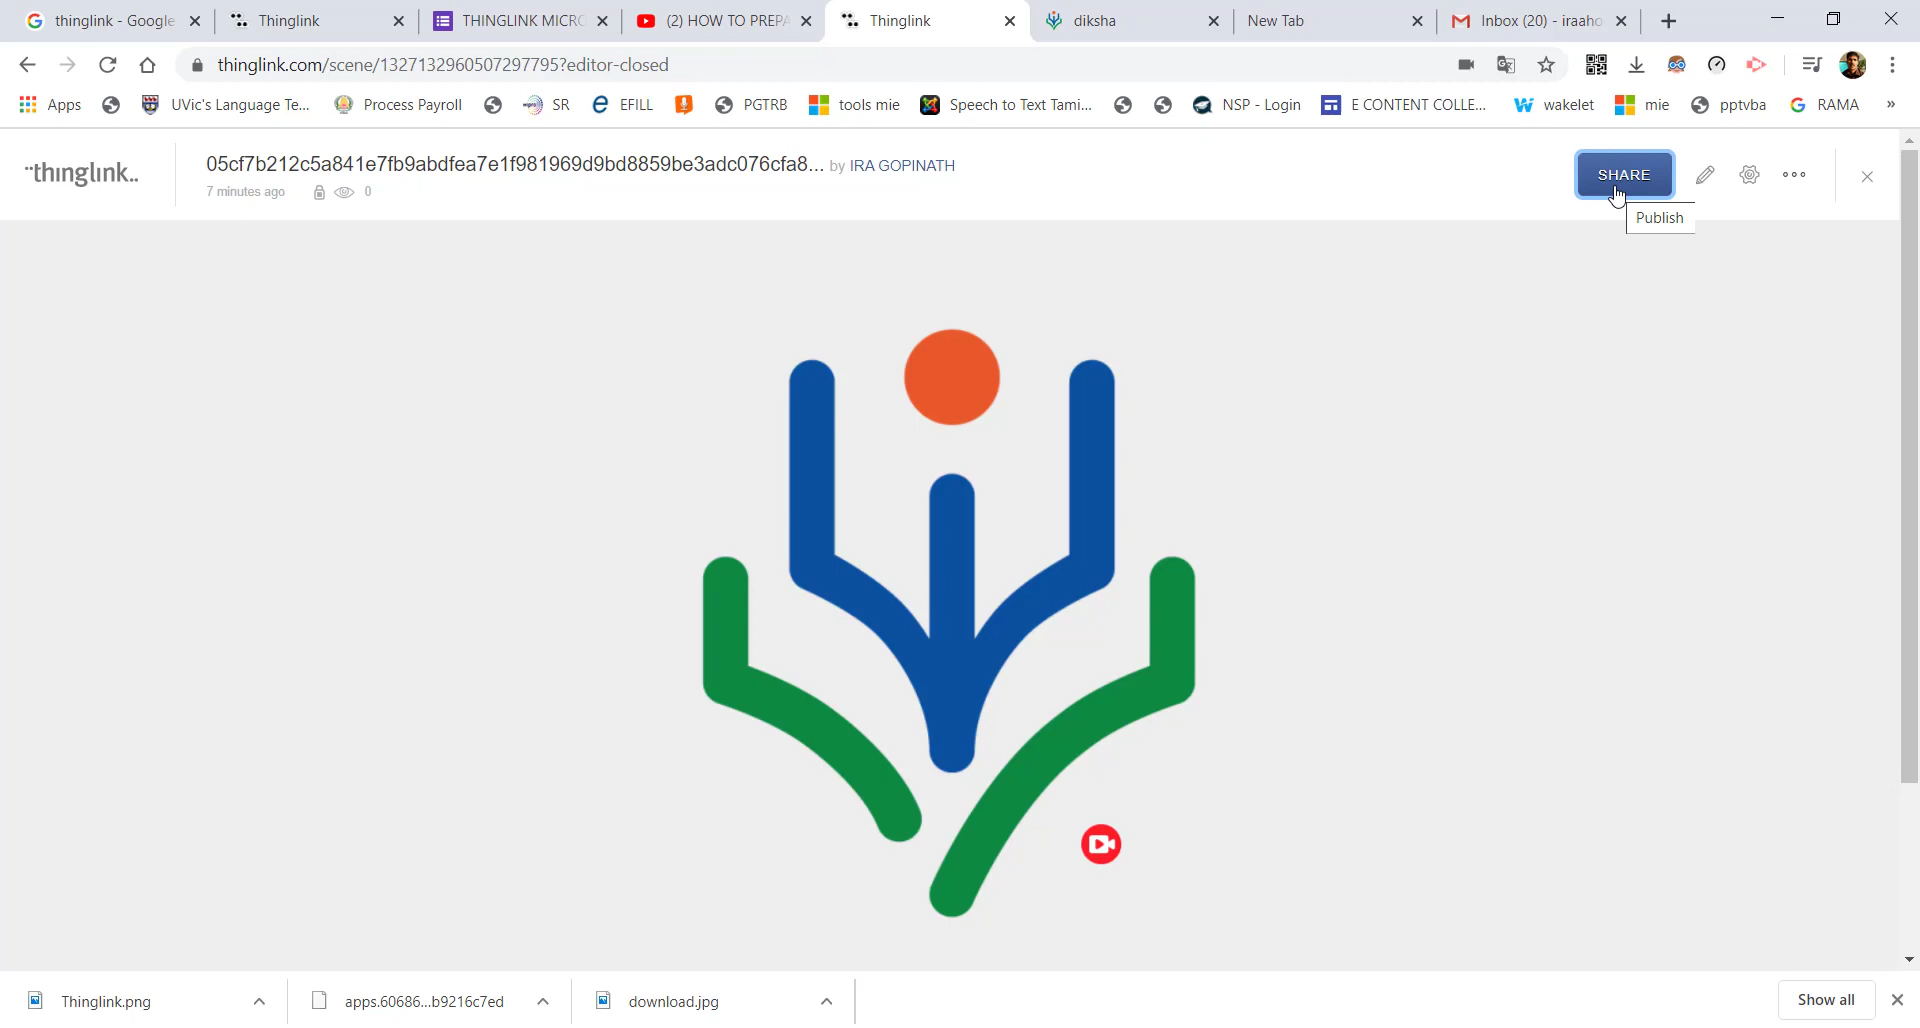 thinglink - Google
Thinglink
THINGLINK MICRC
(2) HOW TO PREPA
Thinglink
diksha
New Tab
Inbox (20) - iraaho
thinglink.com/scene/1327132960507297795?editor-closed
Apps
UVic's Language Te...
Process Payroll
SR
EFILL
PGTRB
tools mie
Speech to Text Tami...
NSP - Login
E CONTENT COLLE...
wakelet
mie
pptvba
RAMA
»
thinglink..
05cf7b212c5a841e7fb9abdfea7e1f981969d9bd8859be3adc076cfa8... by IRA GOPINATH
7 minutes ago
0
SHARE
Publish
Thinglink.png
apps.60686...b9216c7ed
download.jpg
Show all